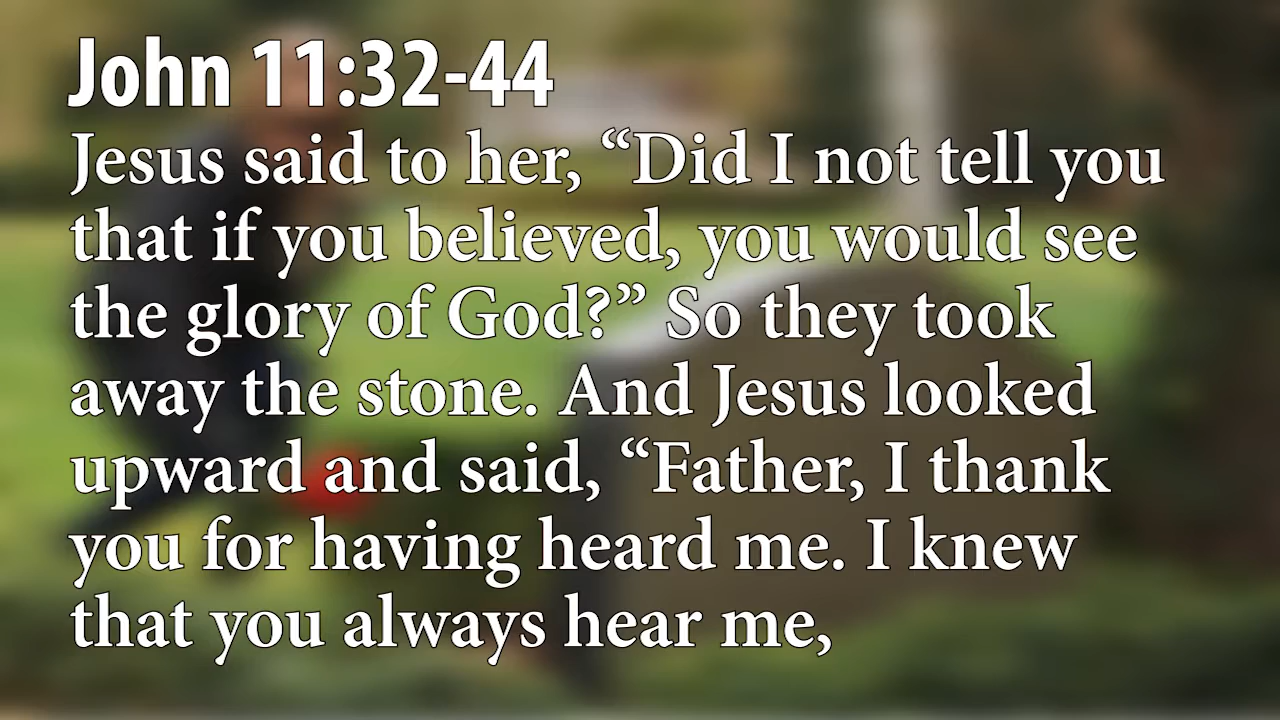 John 11:32-44
Jesus said to her, “Did I not tell you
that if you believed, you would see
the glory of God?” So they took
away the stone. And Jesus looked
upward and said, “Father, I thank
you for having heard me. I knew
that you always hear me,